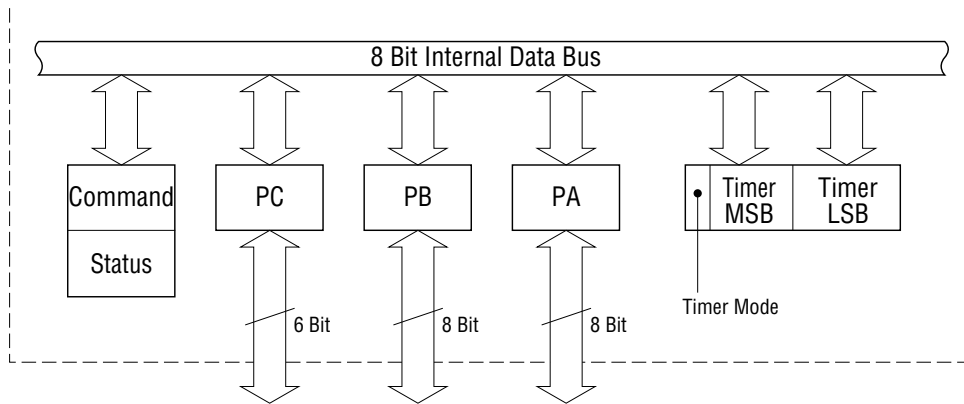 8 Bit Internal Data Bus
Command
Status
PC
PB
PA
Timer
MSB
Timer
LSB
Timer Mode
6 Bit
8 Bit
8 Bit